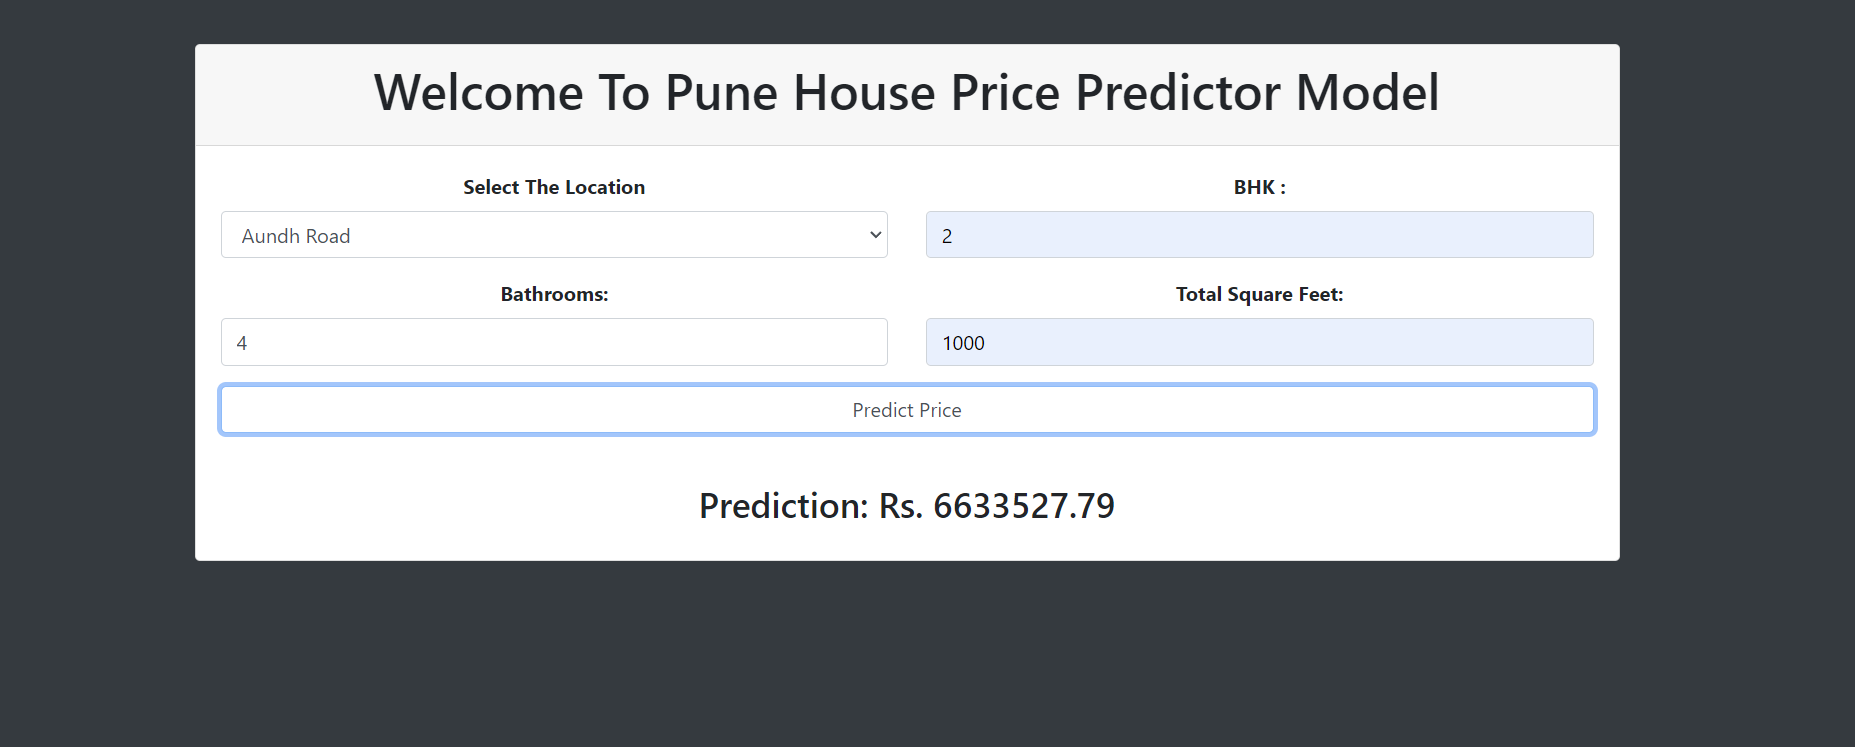 Welcome To Pune House Price Predictor Model
Select The Location
BHK :
Aundh Road
2
Bathrooms:
Total Square Feet:
4
1000
Predict Price
Prediction: Rs. 6633527.79